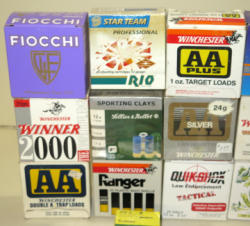 FIOCCHI
STAR TEAM
PROFESSIONAL
RIO
WINCHESTER
AA
PLUS
1 oz. TARGET LOADS
WINNER
2000
SPORTING CLAYS
Sellier & Bellot
WINCHESTER
24g
SILVER
AA
DOUBLE A TRAP LOADS
WINCHESTER
Ranger
QUIKSHOK
Law Enforcement
TACTICAL